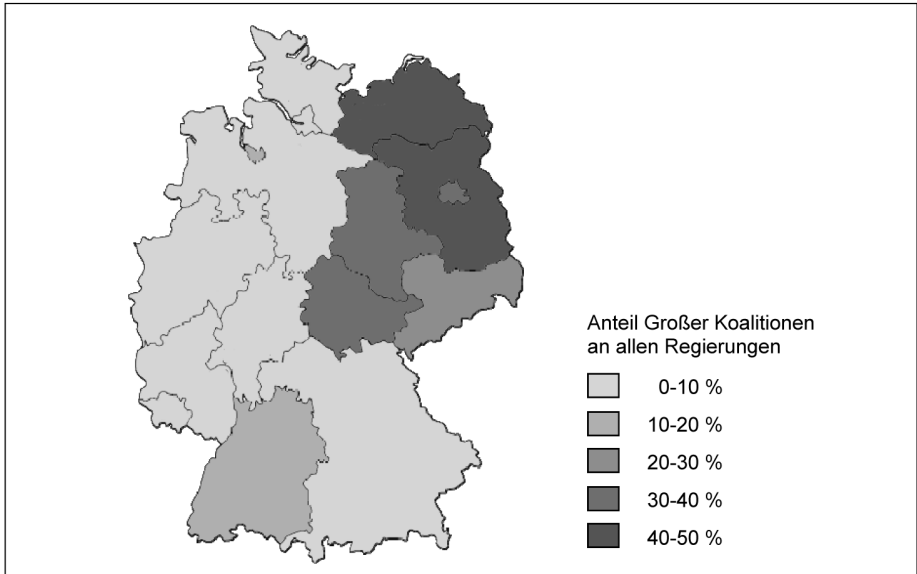 Anteil Großer Koalitionen
an allen Regierungen
0-10 %
10-20 %
20-30 %
30-40 %
40-50 %